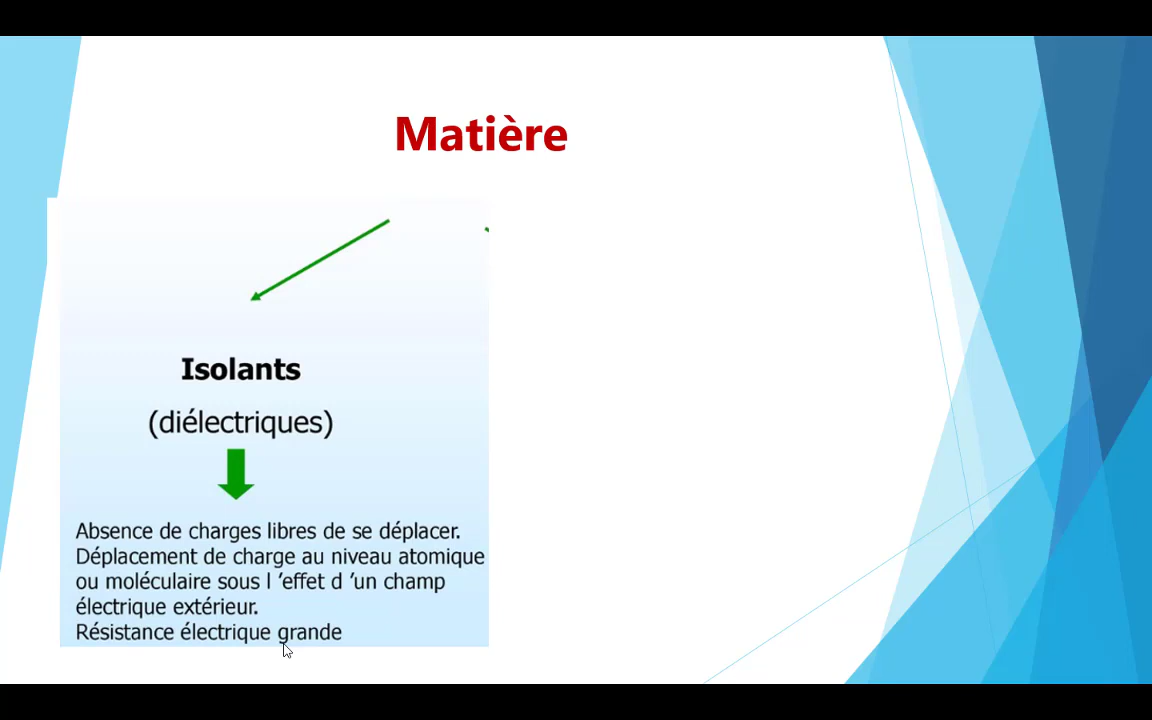 Matière
Isolants
(diélectriques)
Absence de charges libres de se déplacer.
Déplacement de charge au niveau atomique
ou moléculaire sous l ’effet d ’un champ
électrique extérieur.
Résistance électrique grande